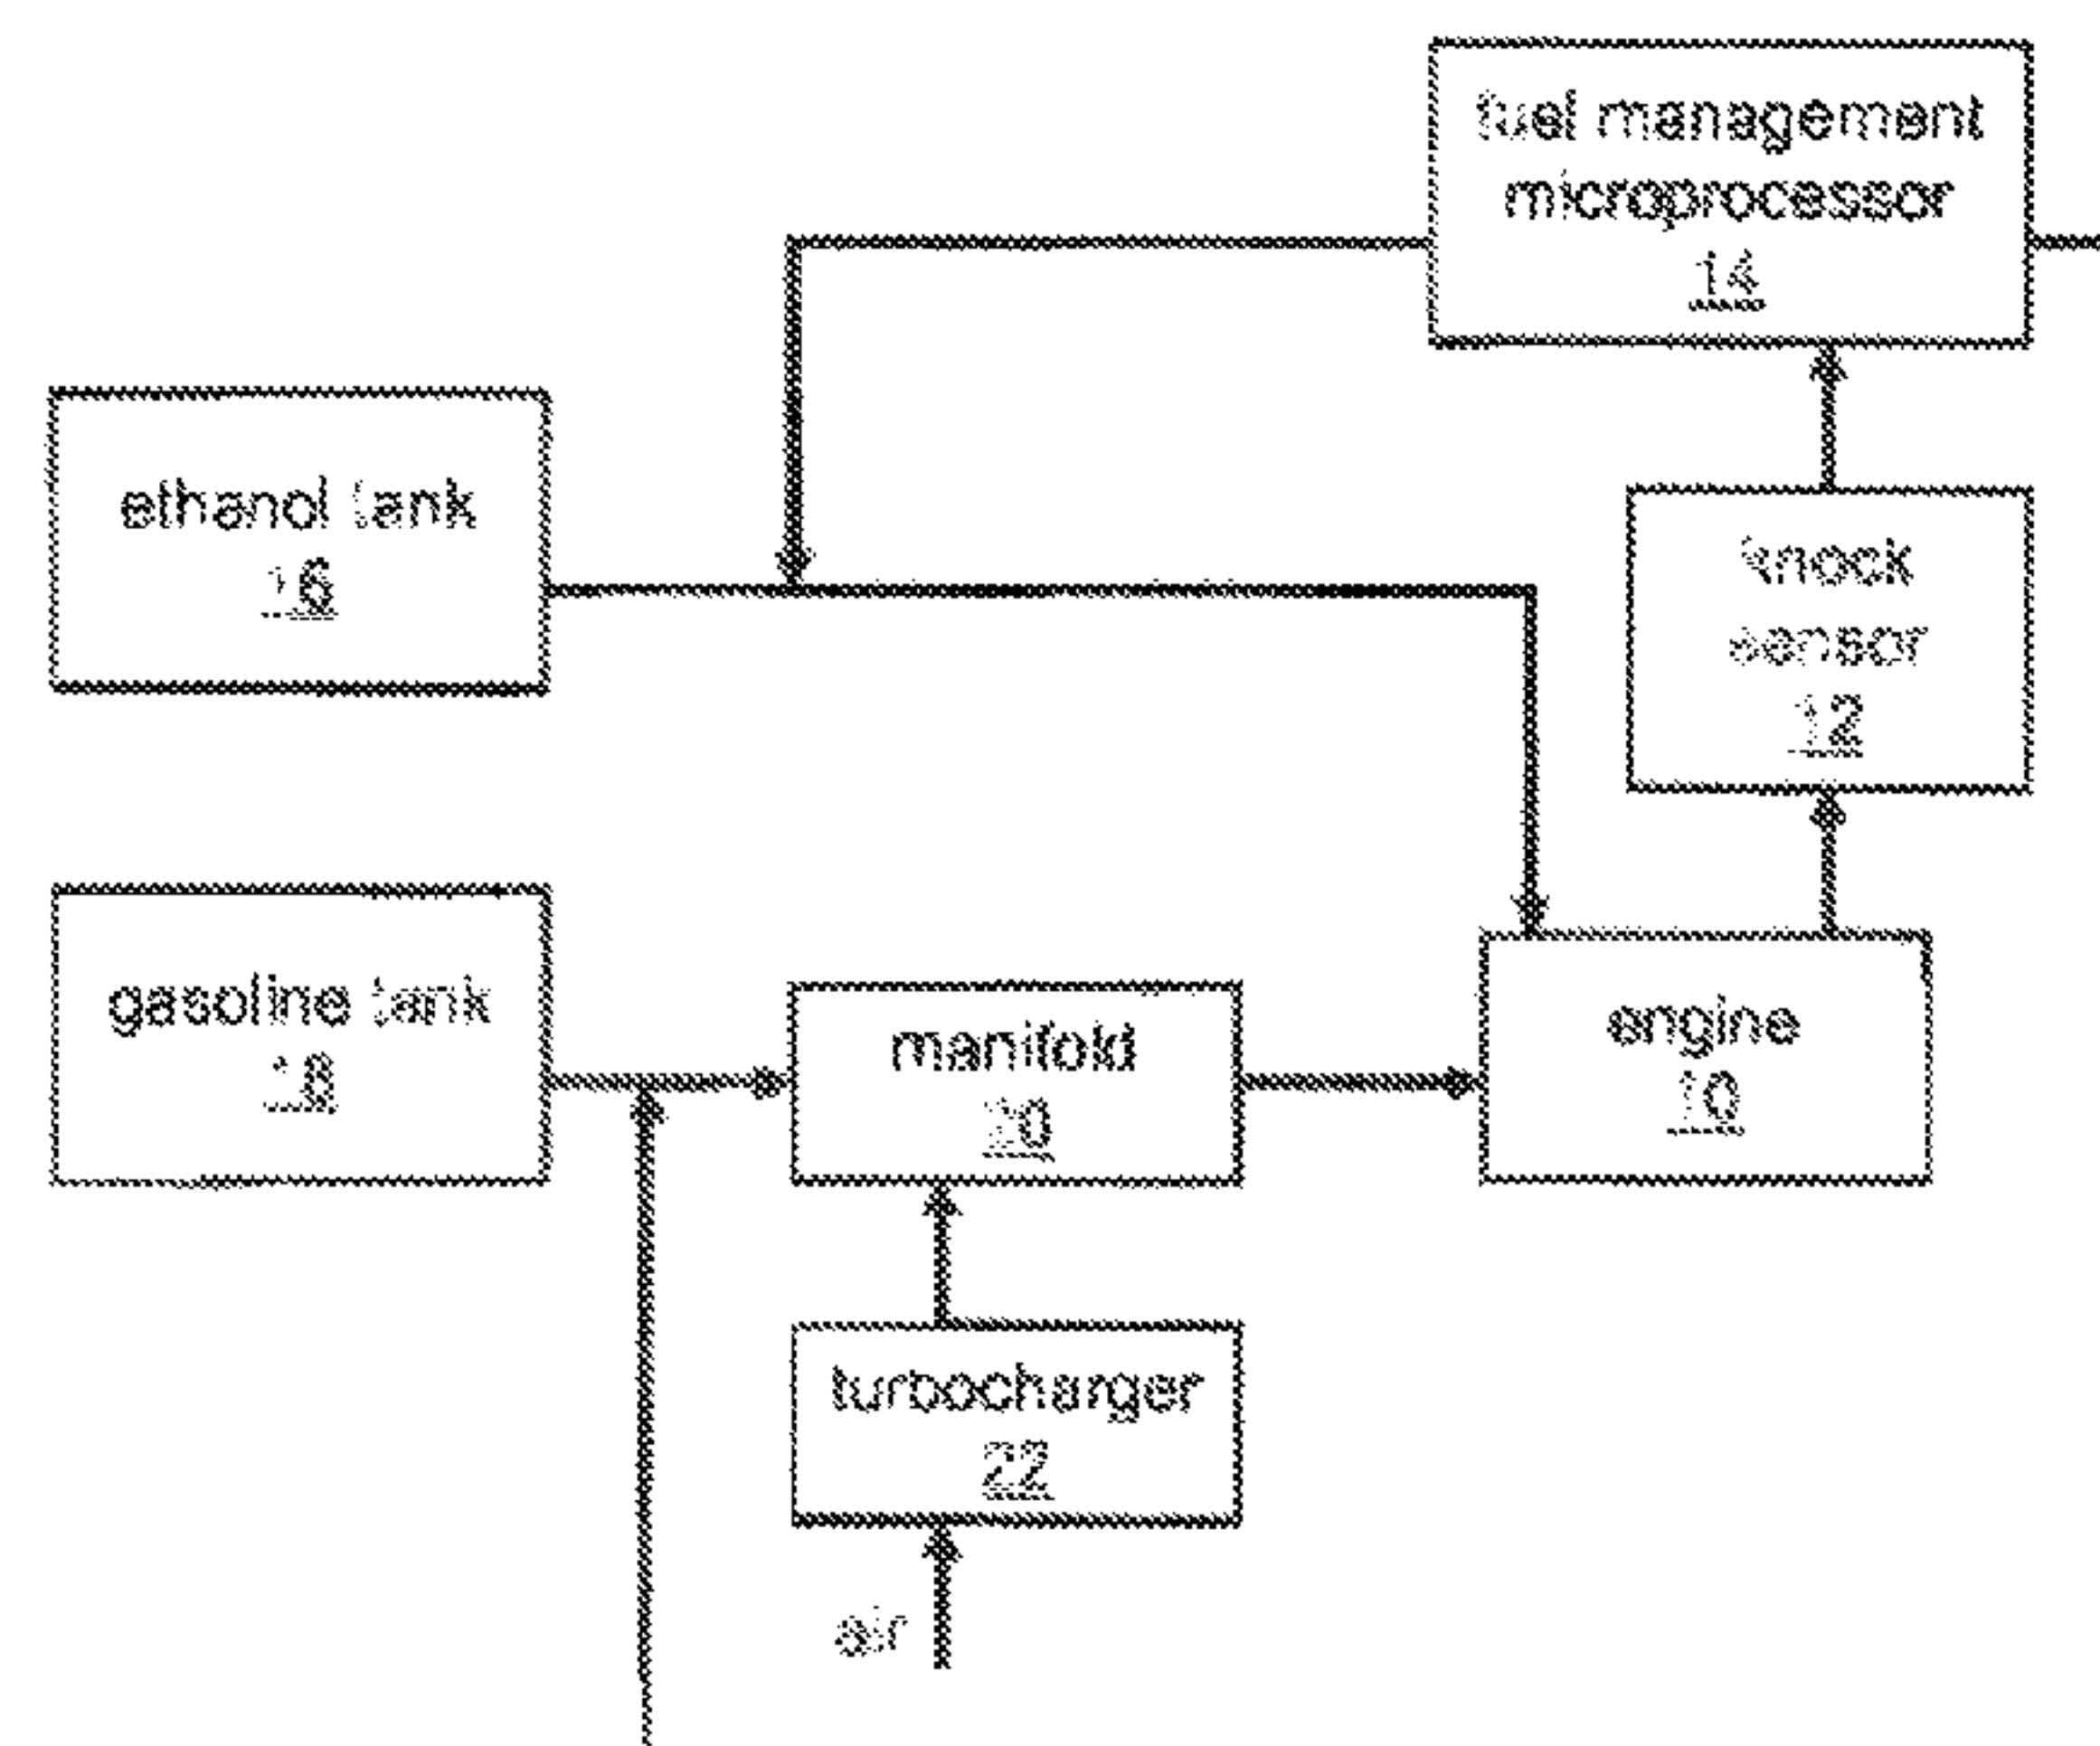 fuel management
microprocessor
14
ethanol tank
16
knock
sensor
12
gasoline tank
18
manifold
20
engine
10
turbocharger
22
air